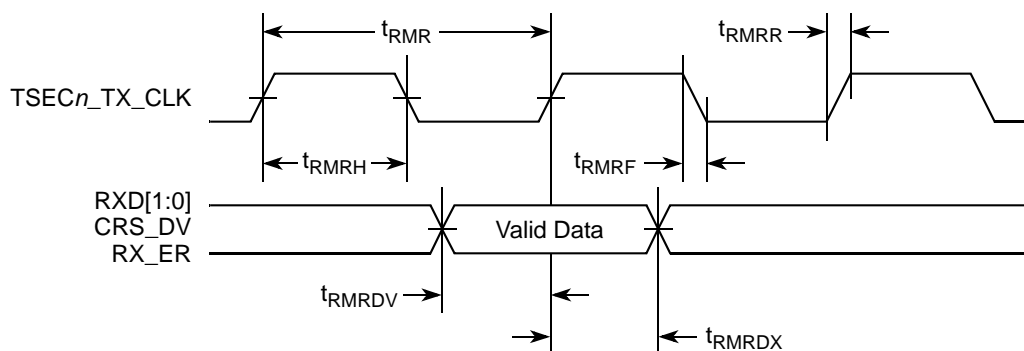 tRMR
tRMRR
TSECn_TX_CLK
tRMRH
tRMRF
RXD[1:0]
CRS_DV
RX_ER
Valid Data
tRMRDV
tRMRDX